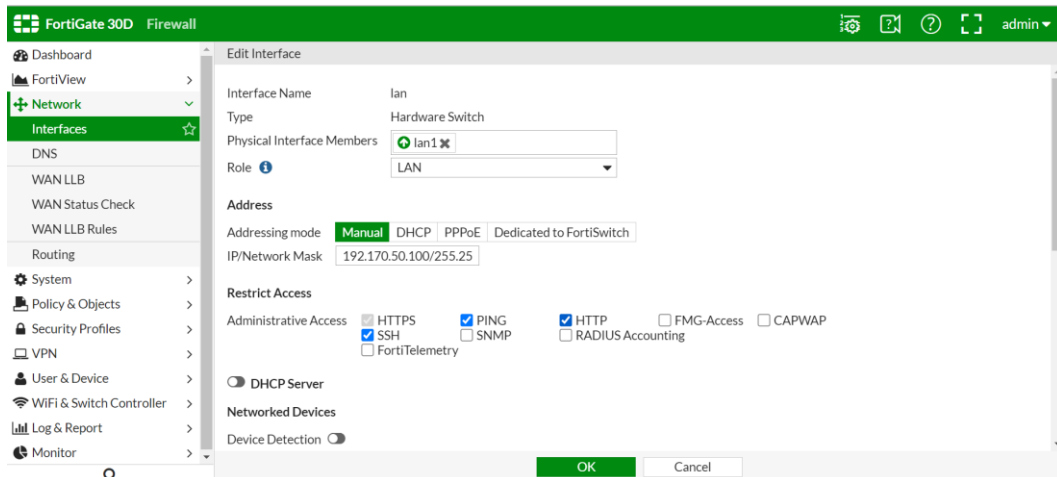 FortiGate 30D Firewall
admin
Dashboard
FortiView
Network
Interfaces
DNS
WAN LLB
WAN Status Check
WAN LLB Rules
Routing
System
Policy & Objects
Security Profiles
VPN
User & Device
WiFi & Switch Controller
Log & Report
Monitor
Edit Interface
Interface Name lan
Type Hardware Switch
Physical Interface Members lan1
Role LAN
Address
Addressing mode Manual DHCP PPPoE Dedicated to FortiSwitch
IP/Network Mask 192.170.50.100/255.25
Restrict Access
Administrative Access HTTPS PING HTTP FMG-Access CAPWAP
SSH SNMP RADIUS Accounting
FortiTelemetry
DHCP Server
Networked Devices
Device Detection
OK Cancel